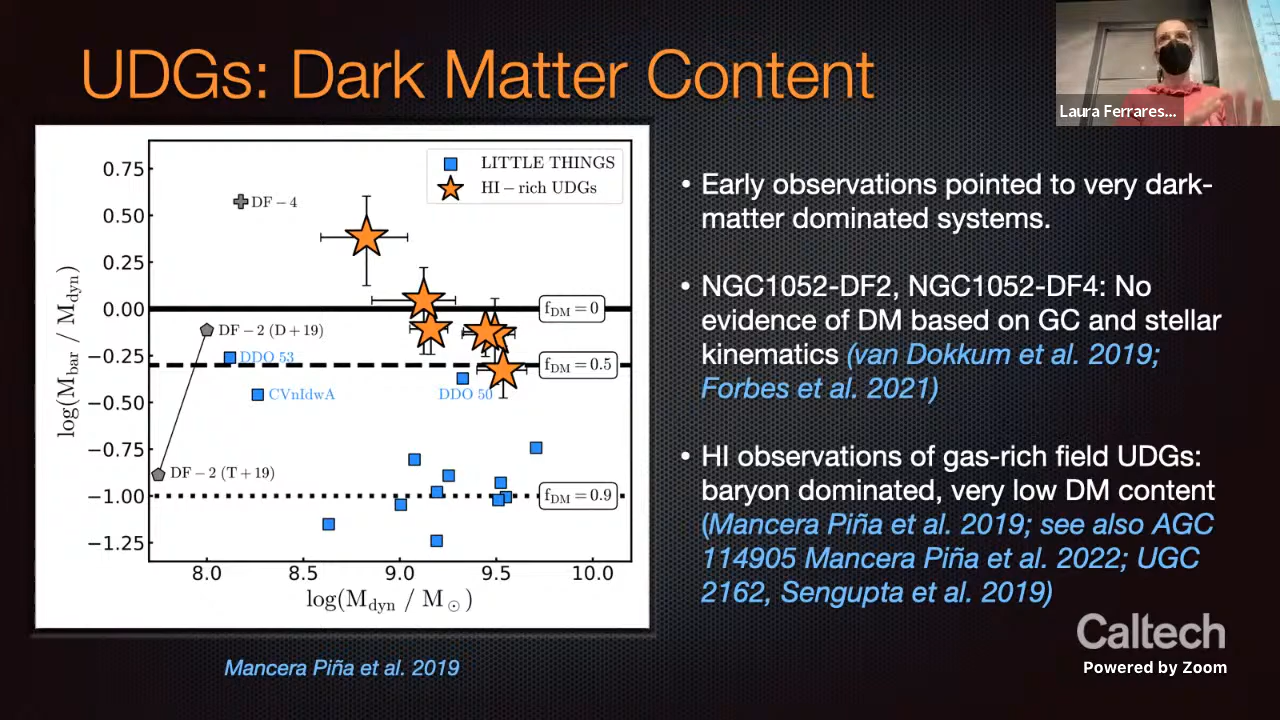 UDGs: Dark Matter Content
Laura Ferrares...
LITTLE THINGS
HI – rich UDGs
DF – 4
f_DM = 0
DF – 2 (D+19)
DDO 53
f_DM = 0.5
CVnIdwA
DDO 50
DF – 2 (T+19)
f_DM = 0.9
0.75
0.50
0.25
0.00
−0.25
−0.50
−0.75
−1.00
−1.25
log(M_bar / M_dyn)
8.0 8.5 9.0 9.5 10.0
log(M_dyn / M_⊙)
Mancera Piña et al. 2019
• Early observations pointed to very dark-
matter dominated systems.
• NGC1052-DF2, NGC1052-DF4: No
evidence of DM based on GC and stellar
kinematics (van Dokkum et al. 2019;
Forbes et al. 2021)
• HI observations of gas-rich field UDGs:
baryon dominated, very low DM content
(Mancera Piña et al. 2019; see also AGC
114905 Mancera Piña et al. 2022; UGC
2162, Sengupta et al. 2019)
Caltech
Powered by Zoom